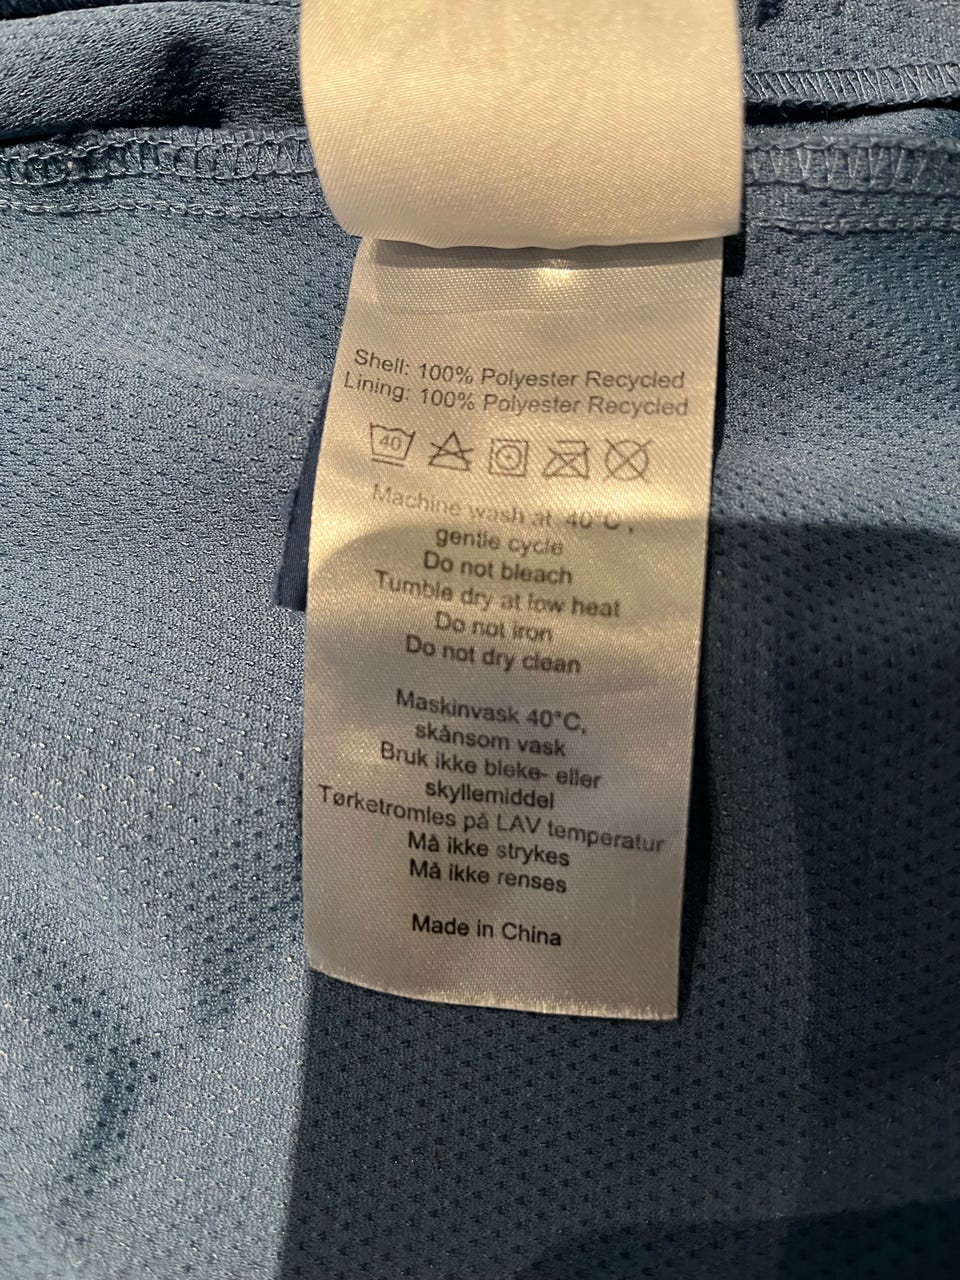 Shell: 100% Polyester Recycled
Lining: 100% Polyester Recycled
40
Machine wash at 40°C,
gentle cycle
Do not bleach
Tumble dry at low heat
Do not iron
Do not dry clean
Maskinvask 40°C,
skånsom vask
Bruk ikke bleke- eller
skyllemiddel
Tørketromles på LAV temperatur
Må ikke strykes
Må ikke renses
Made in China